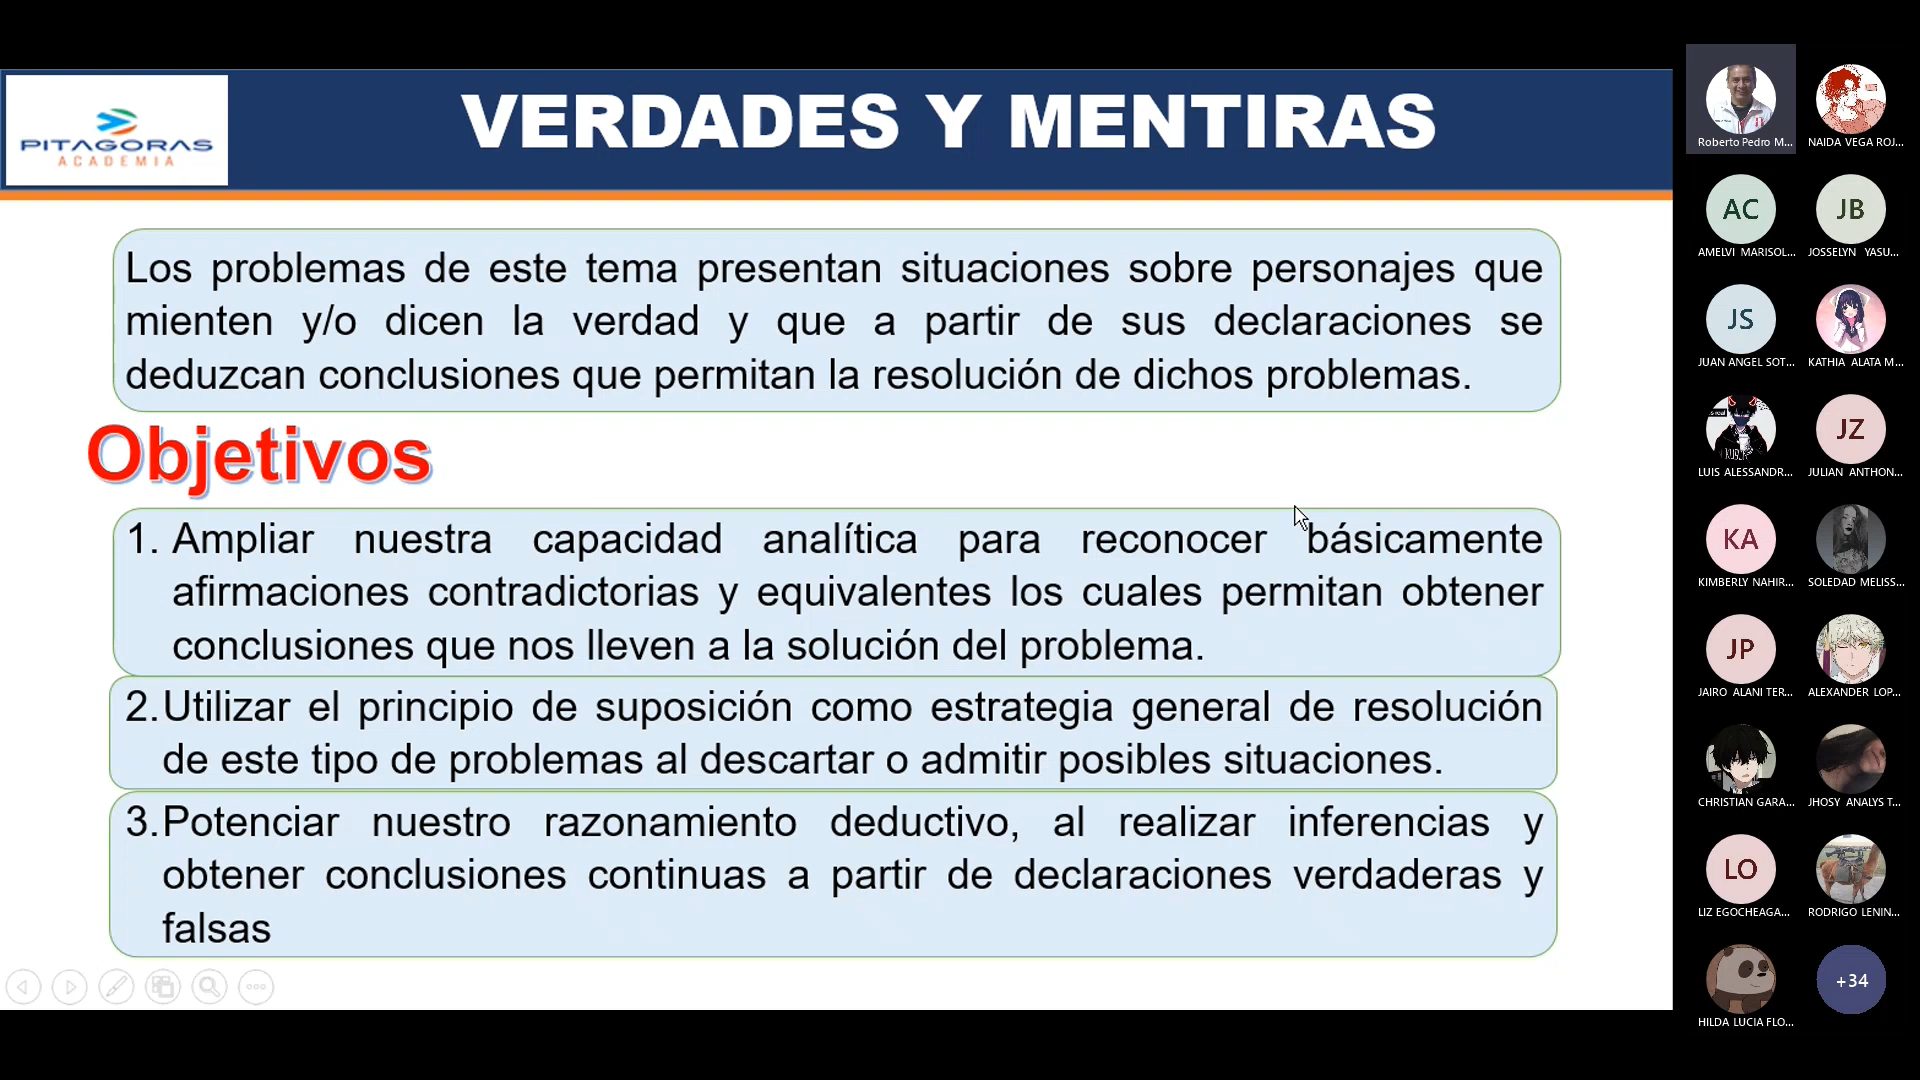 PITAGORAS
ACADEMIA
VERDADES Y MENTIRAS
Los problemas de este tema presentan situaciones sobre personajes que
mienten y/o dicen la verdad y que a partir de sus declaraciones se
deduzcan conclusiones que permitan la resolución de dichos problemas.
Objetivos
1. Ampliar nuestra capacidad analítica para reconocer básicamente
afirmaciones contradictorias y equivalentes los cuales permitan obtener
conclusiones que nos lleven a la solución del problema.
2. Utilizar el principio de suposición como estrategia general de resolución
de este tipo de problemas al descartar o admitir posibles situaciones.
3. Potenciar nuestro razonamiento deductivo, al realizar inferencias y
obtener conclusiones continuas a partir de declaraciones verdaderas y
falsas
Roberto Pedro M...
NAIDA VEGA ROJ...
AC
AMELVI MARISOL...
JB
JOSSELYN YASU...
JS
JUAN ANGEL SOT...
KATHIA ALATA M...
LUIS ALESSANDR...
JZ
JULIAN ANTHON...
KA
KIMBERLY NAHIR...
SOLEDAD MELISS...
JP
JAIRO ALANI TER...
ALEXANDER LOP...
CHRISTIAN GARA...
JHOSY ANALYS T...
LO
LIZ EGOCHEAGA...
RODRIGO LENIN...
HILDA LUCIA FLO...
+34